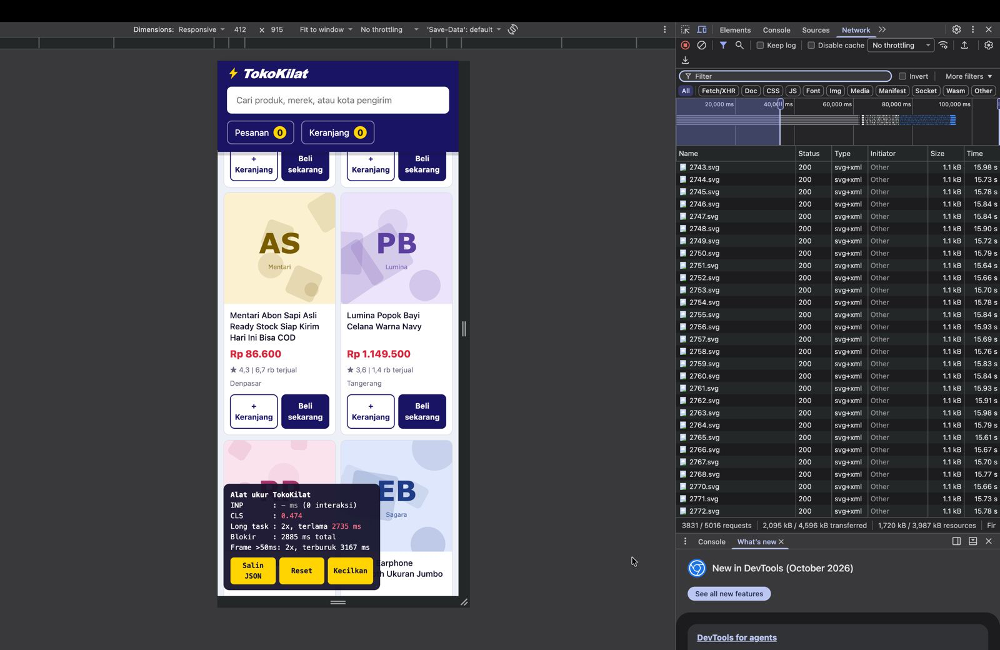 Dimensions: Responsive 412 × 915 Fit to window No throttling 'Save-Data': default
Elements Console Sources Network
Keep log Disable cache No throttling
Filter Invert More filters
All Fetch/XHR Doc CSS JS Font Img Media Manifest Socket Wasm Other
20,000 ms 40,000 ms 60,000 ms 80,000 ms 100,000 ms
Name Status Type Initiator Size Time
2743.svg 200 svg+xml Other 1.1 kB 15.98 s
2744.svg 200 svg+xml Other 1.1 kB 15.73 s
2745.svg 200 svg+xml Other 1.1 kB 15.78 s
2746.svg 200 svg+xml Other 1.1 kB 15.84 s
2747.svg 200 svg+xml Other 1.1 kB 15.84 s
2748.svg 200 svg+xml Other 1.1 kB 15.90 s
2749.svg 200 svg+xml Other 1.1 kB 15.72 s
2750.svg 200 svg+xml Other 1.1 kB 15.79 s
2751.svg 200 svg+xml Other 1.1 kB 15.64 s
2752.svg 200 svg+xml Other 1.1 kB 15.66 s
2753.svg 200 svg+xml Other 1.1 kB 15.70 s
2754.svg 200 svg+xml Other 1.1 kB 15.78 s
2755.svg 200 svg+xml Other 1.1 kB 15.84 s
2756.svg 200 svg+xml Other 1.1 kB 15.93 s
2757.svg 200 svg+xml Other 1.1 kB 15.69 s
2758.svg 200 svg+xml Other 1.1 kB 15.76 s
2759.svg 200 svg+xml Other 1.1 kB 15.83 s
2760.svg 200 svg+xml Other 1.1 kB 15.84 s
2761.svg 200 svg+xml Other 1.1 kB 15.93 s
2762.svg 200 svg+xml Other 1.1 kB 15.91 s
2763.svg 200 svg+xml Other 1.1 kB 15.98 s
2764.svg 200 svg+xml Other 1.1 kB 15.79 s
2765.svg 200 svg+xml Other 1.1 kB 15.61 s
2766.svg 200 svg+xml Other 1.1 kB 15.67 s
2767.svg 200 svg+xml Other 1.1 kB 15.70 s
2768.svg 200 svg+xml Other 1.1 kB 15.77 s
2770.svg 200 svg+xml Other 1.1 kB 15.66 s
2771.svg 200 svg+xml Other 1.1 kB 15.73 s
2772.svg 200 svg+xml Other 1.1 kB 15.78 s
3831 / 5016 requests 2,095 kB / 4,596 kB transferred 1,720 kB / 3,987 kB resources Fir
Console What's new
New in DevTools (October 2026)
See all new features
DevTools for agents
TokoKilat
Cari produk, merek, atau kota pengirim
Pesanan 0 Keranjang 0
+
Keranjang
Beli
sekarang
+
Keranjang
Beli
sekarang
AS
Mentari
Mentari Abon Sapi Asli
Ready Stock Siap Kirim
Hari Ini Bisa COD
Rp 86.600
★ 4,3 | 6,7 rb terjual
Denpasar
+
Keranjang
Beli
sekarang
PB
Lumina
Lumina Popok Bayi
Celana Warna Navy
Rp 1.149.500
★ 3,6 | 1,4 rb terjual
Tangerang
+
Keranjang
Beli
sekarang
EB
Sagara
Earphone
Ukuran Jumbo
Alat ukur TokoKilat
INP : – ms (0 interaksi)
CLS : 0.474
Long task : 2x, terlama 2735 ms
Blokir : 2885 ms total
Frame >50ms: 2x, terburuk 3167 ms
Salin
JSON
Reset
Kecilkan